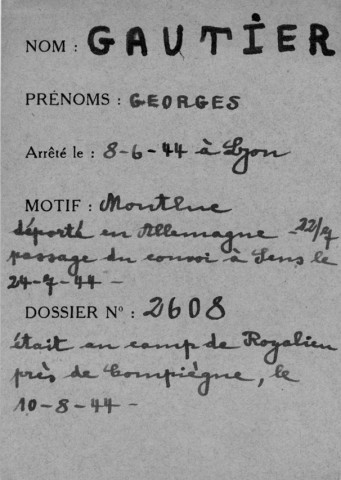 NOM : GAUTIER
PRÉNOMS : GEORGES
Arrêté le : 8-6-44 à Lyon
MOTIF : Montluc
déporté en Allemagne - 22/7
passage du convoi à Sens le
24-7-44 -
DOSSIER N° : 2608
était au camp de Royalieu
près de Compiègne, le
10-8-44 -